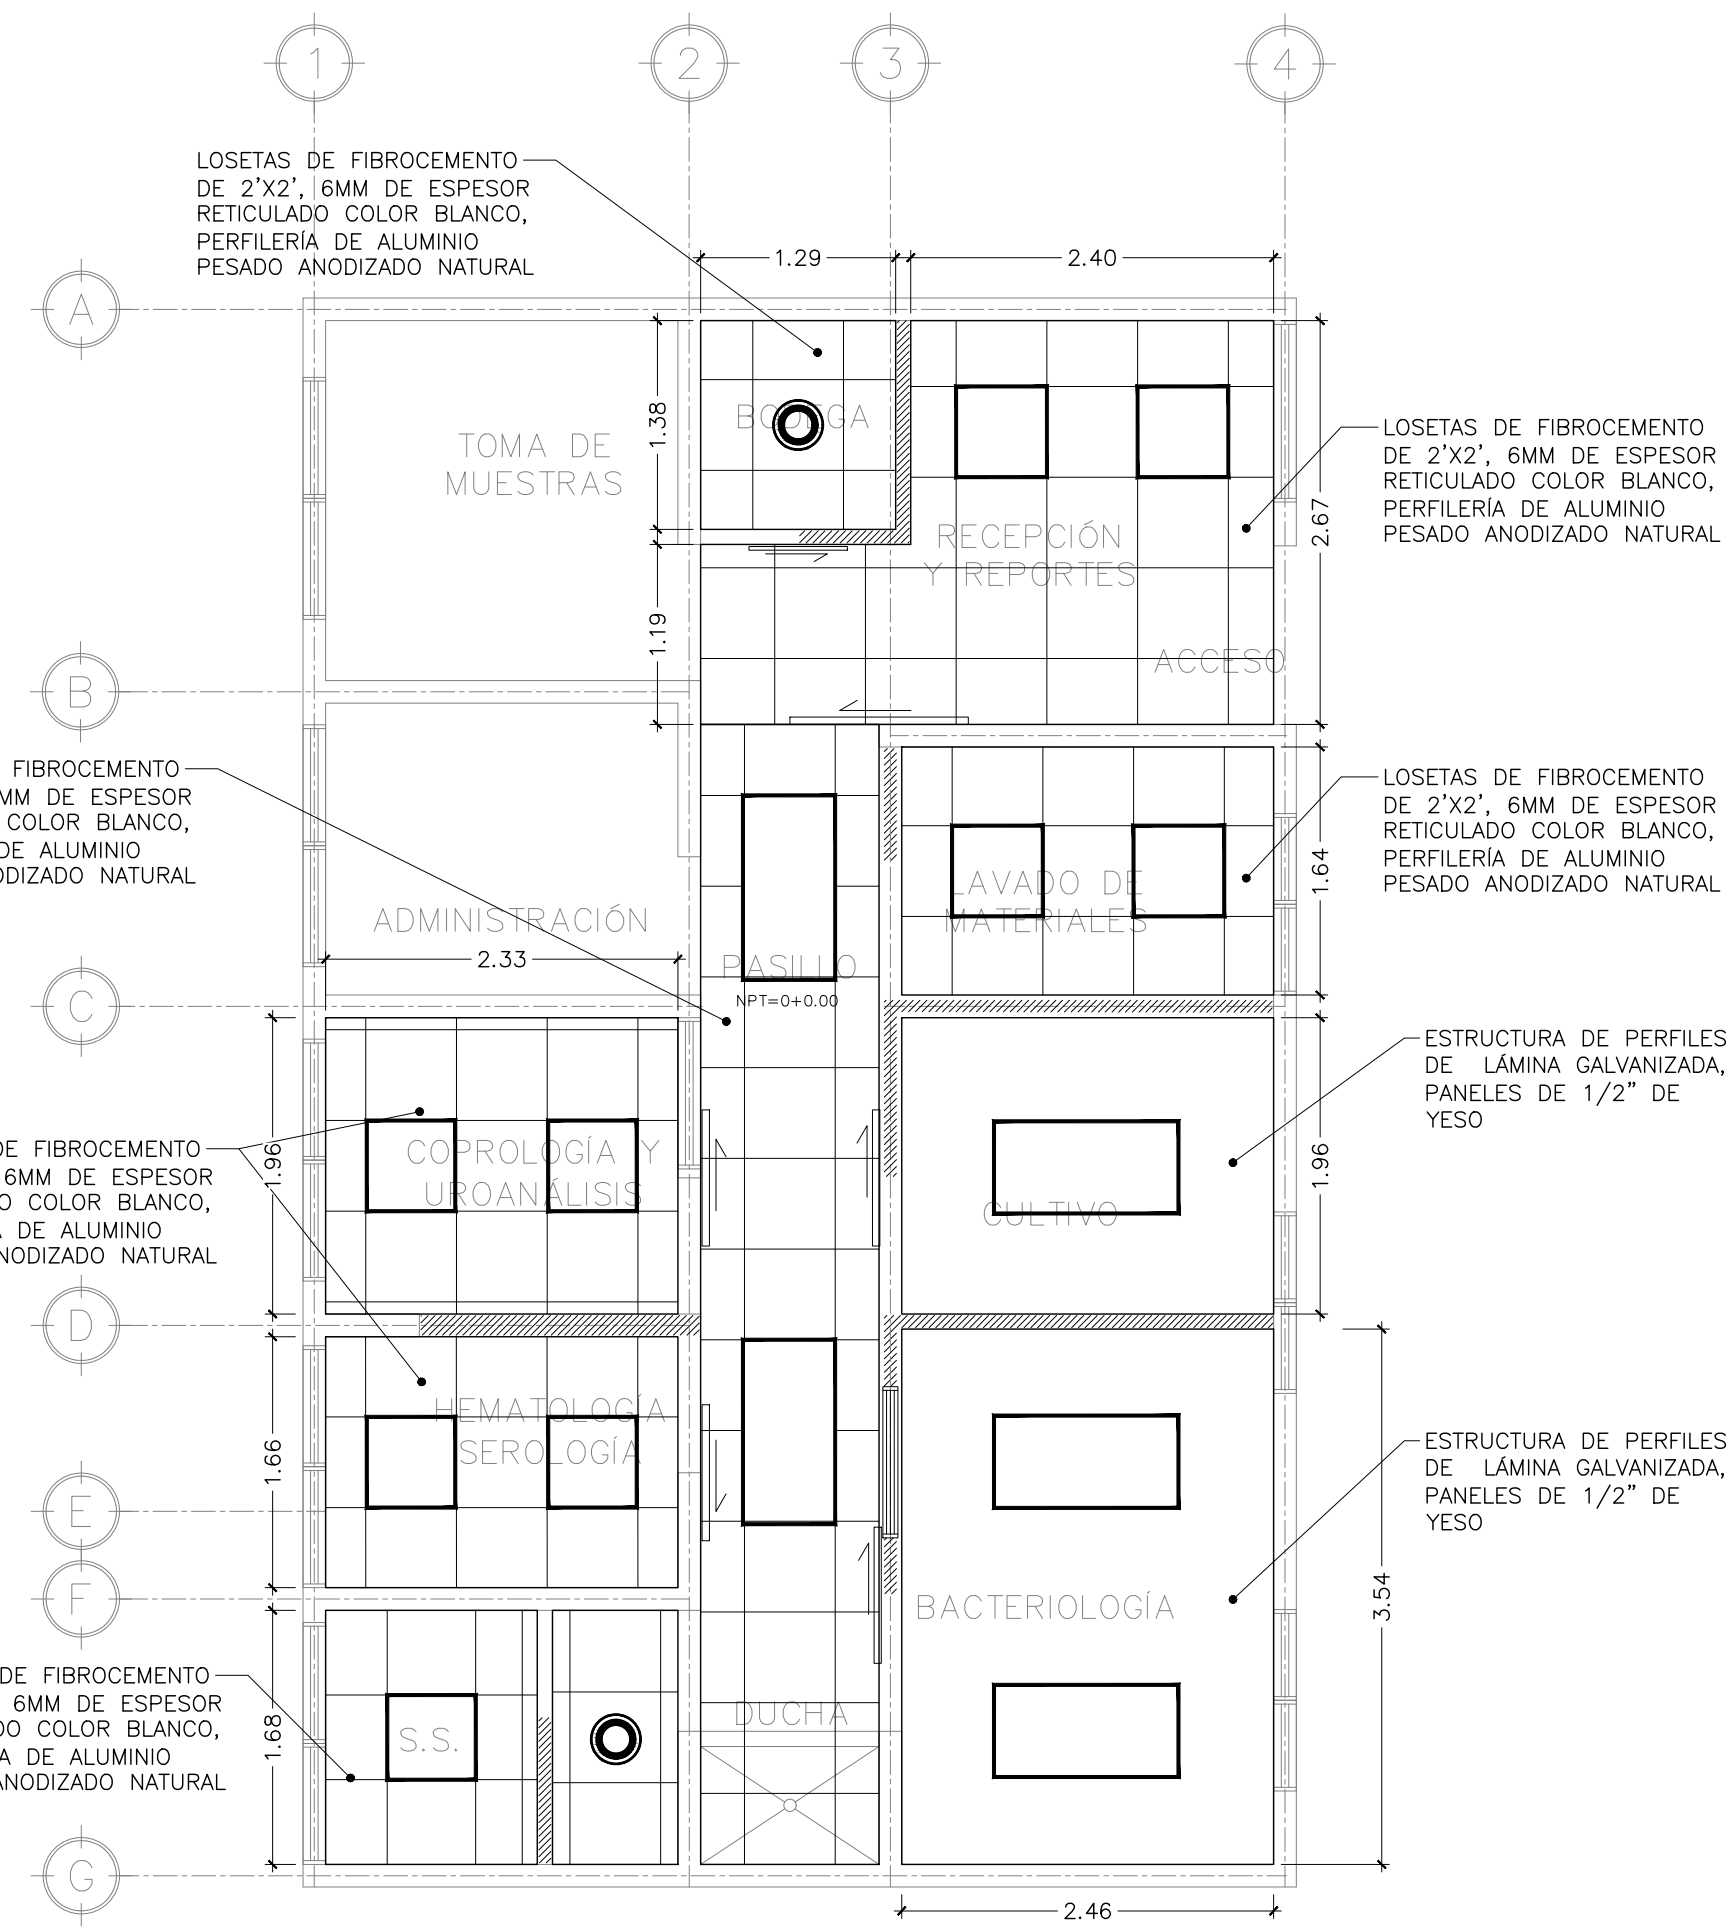 1
2
3
4
LOSETAS DE FIBROCEMENTO
DE 2'X2', 6MM DE ESPESOR
RETICULADO COLOR BLANCO,
PERFILERÍA DE ALUMINIO
PESADO ANODIZADO NATURAL
1.29
2.40
A
1.38
BODEGA
TOMA DE
MUESTRAS
LOSETAS DE FIBROCEMENTO
DE 2'X2', 6MM DE ESPESOR
RETICULADO COLOR BLANCO,
PERFILERÍA DE ALUMINIO
PESADO ANODIZADO NATURAL
2.67
RECEPCIÓN
Y REPORTES
1.19
ACCESO
B
FIBROCEMENTO
MM DE ESPESOR
COLOR BLANCO,
DE ALUMINIO
ODIZADO NATURAL
LOSETAS DE FIBROCEMENTO
DE 2'X2', 6MM DE ESPESOR
RETICULADO COLOR BLANCO,
PERFILERÍA DE ALUMINIO
PESADO ANODIZADO NATURAL
1.64
LAVADO DE
MATERIALES
ADMINISTRACIÓN
2.33
PASILLO
NPT=0+0.00
C
ESTRUCTURA DE PERFILES
DE LÁMINA GALVANIZADA,
PANELES DE 1/2" DE
YESO
DE FIBROCEMENTO
6MM DE ESPESOR
O COLOR BLANCO,
A DE ALUMINIO
NODIZADO NATURAL
1.96
COPROLOGÍA Y
UROANÁLISIS
CULTIVO
1.96
D
HEMATOLOGÍA
SEROLOGÍA
1.66
ESTRUCTURA DE PERFILES
DE LÁMINA GALVANIZADA,
PANELES DE 1/2" DE
YESO
E
F
BACTERIOLOGÍA
3.54
DE FIBROCEMENTO
6MM DE ESPESOR
DO COLOR BLANCO,
A DE ALUMINIO
ANODIZADO NATURAL
1.68
S.S.
DUCHA
G
2.46